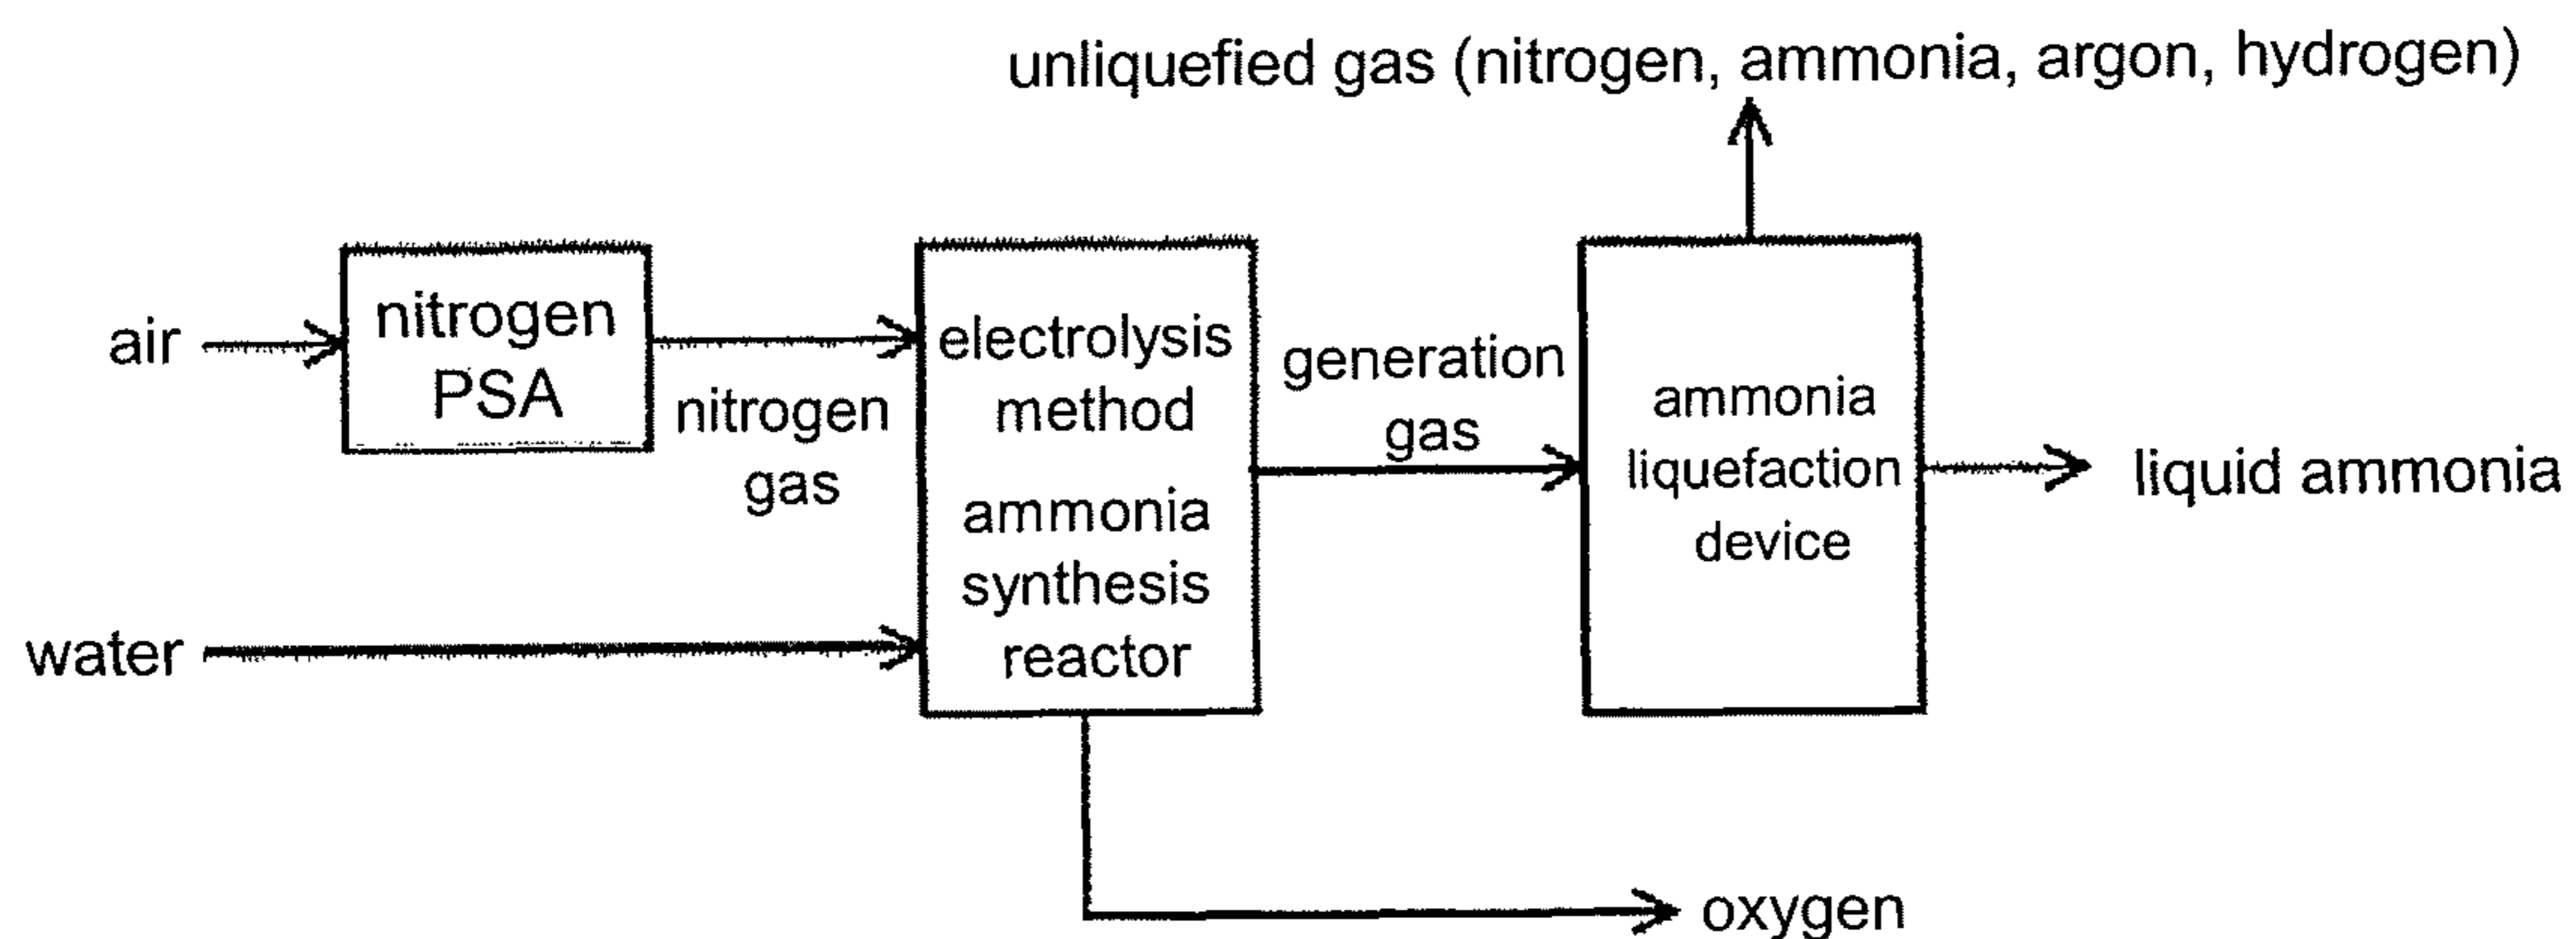 unliquefied gas (nitrogen, ammonia, argon, hydrogen)
air
nitrogen
PSA
nitrogen
gas
water
electrolysis
method
ammonia
synthesis
reactor
generation
gas
ammonia
liquefaction
device
liquid ammonia
oxygen